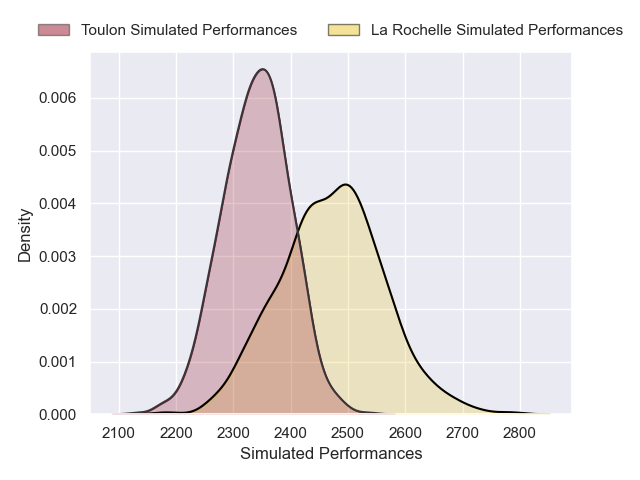 Toulon Simulated Performances
La Rochelle Simulated Performances
0.006
0.005
0.004
0.003
0.002
0.001
0.000
Density
2100 2200 2300 2400 2500 2600 2700 2800
Simulated Performances